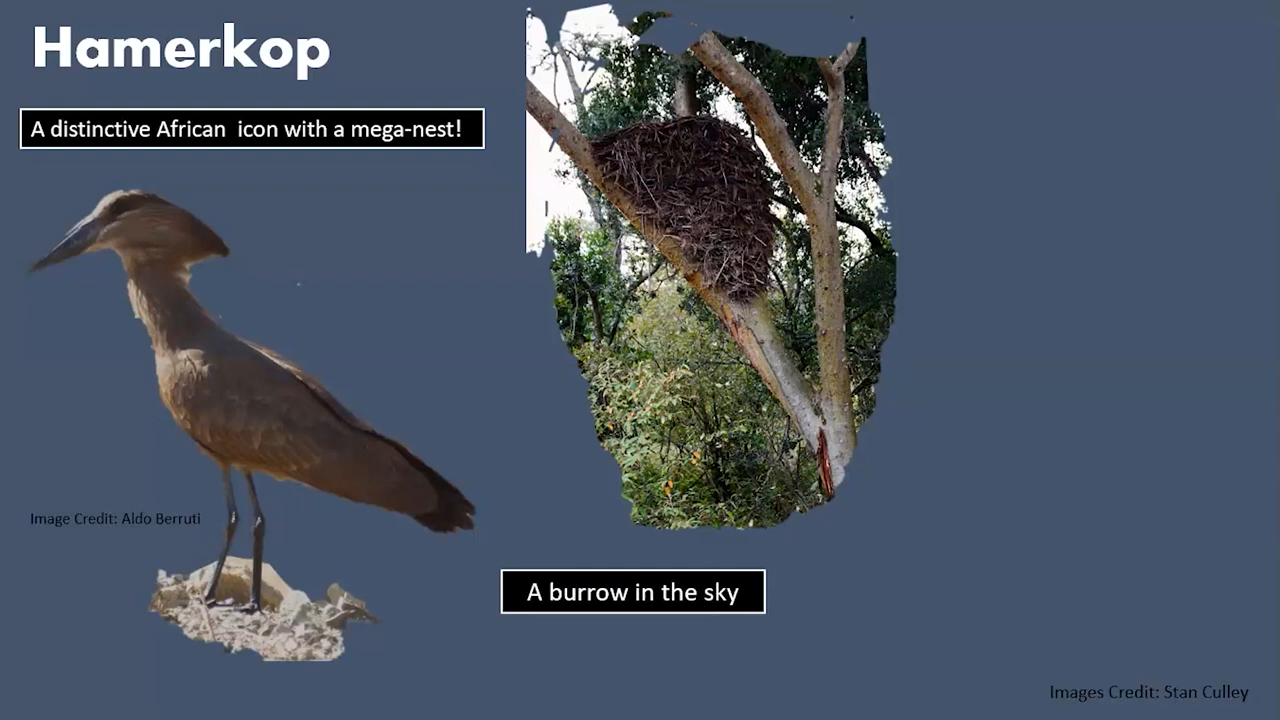 Hamerkop
A distinctive African  icon with a mega-nest!
Image Credit: Aldo Berruti
A burrow in the sky
Images Credit: Stan Culley